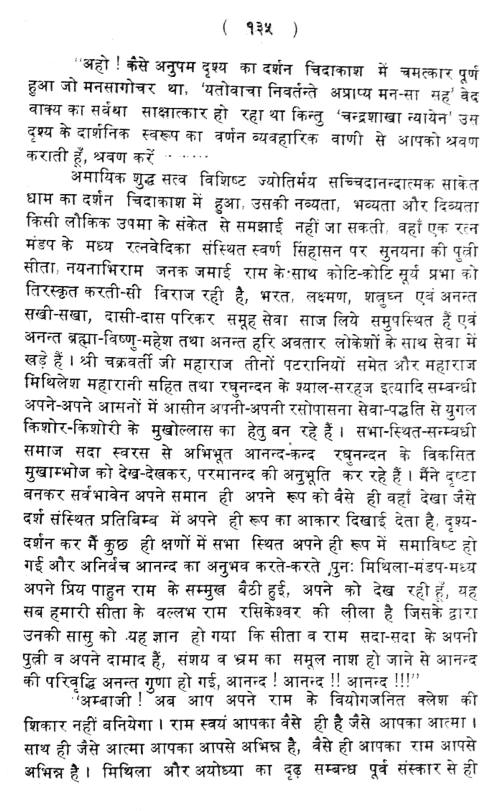 ( १३५ )
"अहो ! कैसे अनुपम दृश्य का दर्शन चिदाकाश में चमत्कार पूर्ण
हुआ जो मनसागोचर था, 'यतोवाचा निवर्तन्ते अप्राप्य मन-सा सह' वेद
वाक्य का सर्वथा साक्षात्कार हो रहा था किन्तु 'चन्द्रशाखा न्यायेन' उस
दृश्य के दार्शनिक स्वरूप का वर्णन व्यवहारिक वाणी से आपको श्रवण
कराती हूँ, श्रवण करें ········
अमायिक शुद्ध सत्व विशिष्ट ज्योतिर्मय सच्चिदानन्दात्मक साकेत
धाम का दर्शन चिदाकाश में हुआ, उसकी नव्यता, भव्यता और दिव्यता
किसी लौकिक उपमा के संकेत से समझाई नहीं जा सकती, वहाँ एक रत्न
मंडप के मध्य रत्नवेदिका संस्थित स्वर्ण सिंहासन पर सुनयना की पुत्री
सीता, नयनाभिराम जनक जमाई राम के साथ कोटि-कोटि सूर्य प्रभा को
तिरस्कृत करती-सी विराज रही है, भरत, लक्ष्मण, शत्रुघ्न एवं अनन्त
सखी-सखा, दासी-दास परिकर समूह सेवा साज लिये समुपस्थित हैं एवं
अनन्त ब्रह्मा-विष्णु-महेश तथा अनन्त हरि अवतार लोकेशों के साथ सेवा में
खड़े हैं । श्री चक्रवर्ती जी महाराज तीनों पटरानियों समेत और महाराज
मिथिलेश महारानी सहित तथा रघुनन्दन के श्याल-सरहज इत्यादि सम्बन्धी
अपने-अपने आसनों में आसीन अपनी-अपनी रसोपासना सेवा-पद्धति से युगल
किशोर-किशोरी के मुखोल्लास का हेतु बन रहे हैं । सभा-स्थित-सम्बधी
समाज सदा स्वरस से अभिभूत आनन्द-कन्द रघुनन्दन के विकसित
मुखाम्भोज को देख-देखकर, परमानन्द की अनुभूति कर रहे हैं । मैंने दृष्टा
बनकर सर्वभावेन अपने समान ही अपने रूप को वैसे ही वहाँ देखा जैसे
दर्श संस्थित प्रतिबिम्ब में अपने ही रूप का आकार दिखाई देता है, दृश्य-
दर्शन कर मैं कुछ ही क्षणों में सभा स्थित अपने ही रूप में समाविष्ट हो
गई और अनिर्वच आनन्द का अनुभव करते-करते पुनः मिथिला-मंडप-मध्य
अपने प्रिय पाहुन राम के सम्मुख बैठी हुई, अपने को देख रही हूँ, यह
सब हमारी सीता के वल्लभ राम रसिकेश्वर की लीला है जिसके द्वारा
उनकी सासु को यह ज्ञान हो गया कि सीता व राम सदा-सदा के अपनी
पुत्री व अपने दामाद हैं, संशय व भ्रम का समूल नाश हो जाने से आनन्द
की परिवृद्धि अनन्त गुणा हो गई, आनन्द ! आनन्द !! आनन्द !!!"
"अम्बाजी ! अब आप अपने राम के वियोगजनित क्लेश की
शिकार नहीं बनियेगा । राम स्वयं आपका वैसे ही है जैसे आपका आत्मा ।
साथ ही जैसे आत्मा आपका आपसे अभिन्न है, वैसे ही आपका राम आपसे
अभिन्न है । मिथिला और अयोध्या का दृढ़ सम्बन्ध पूर्व संस्कार से ही